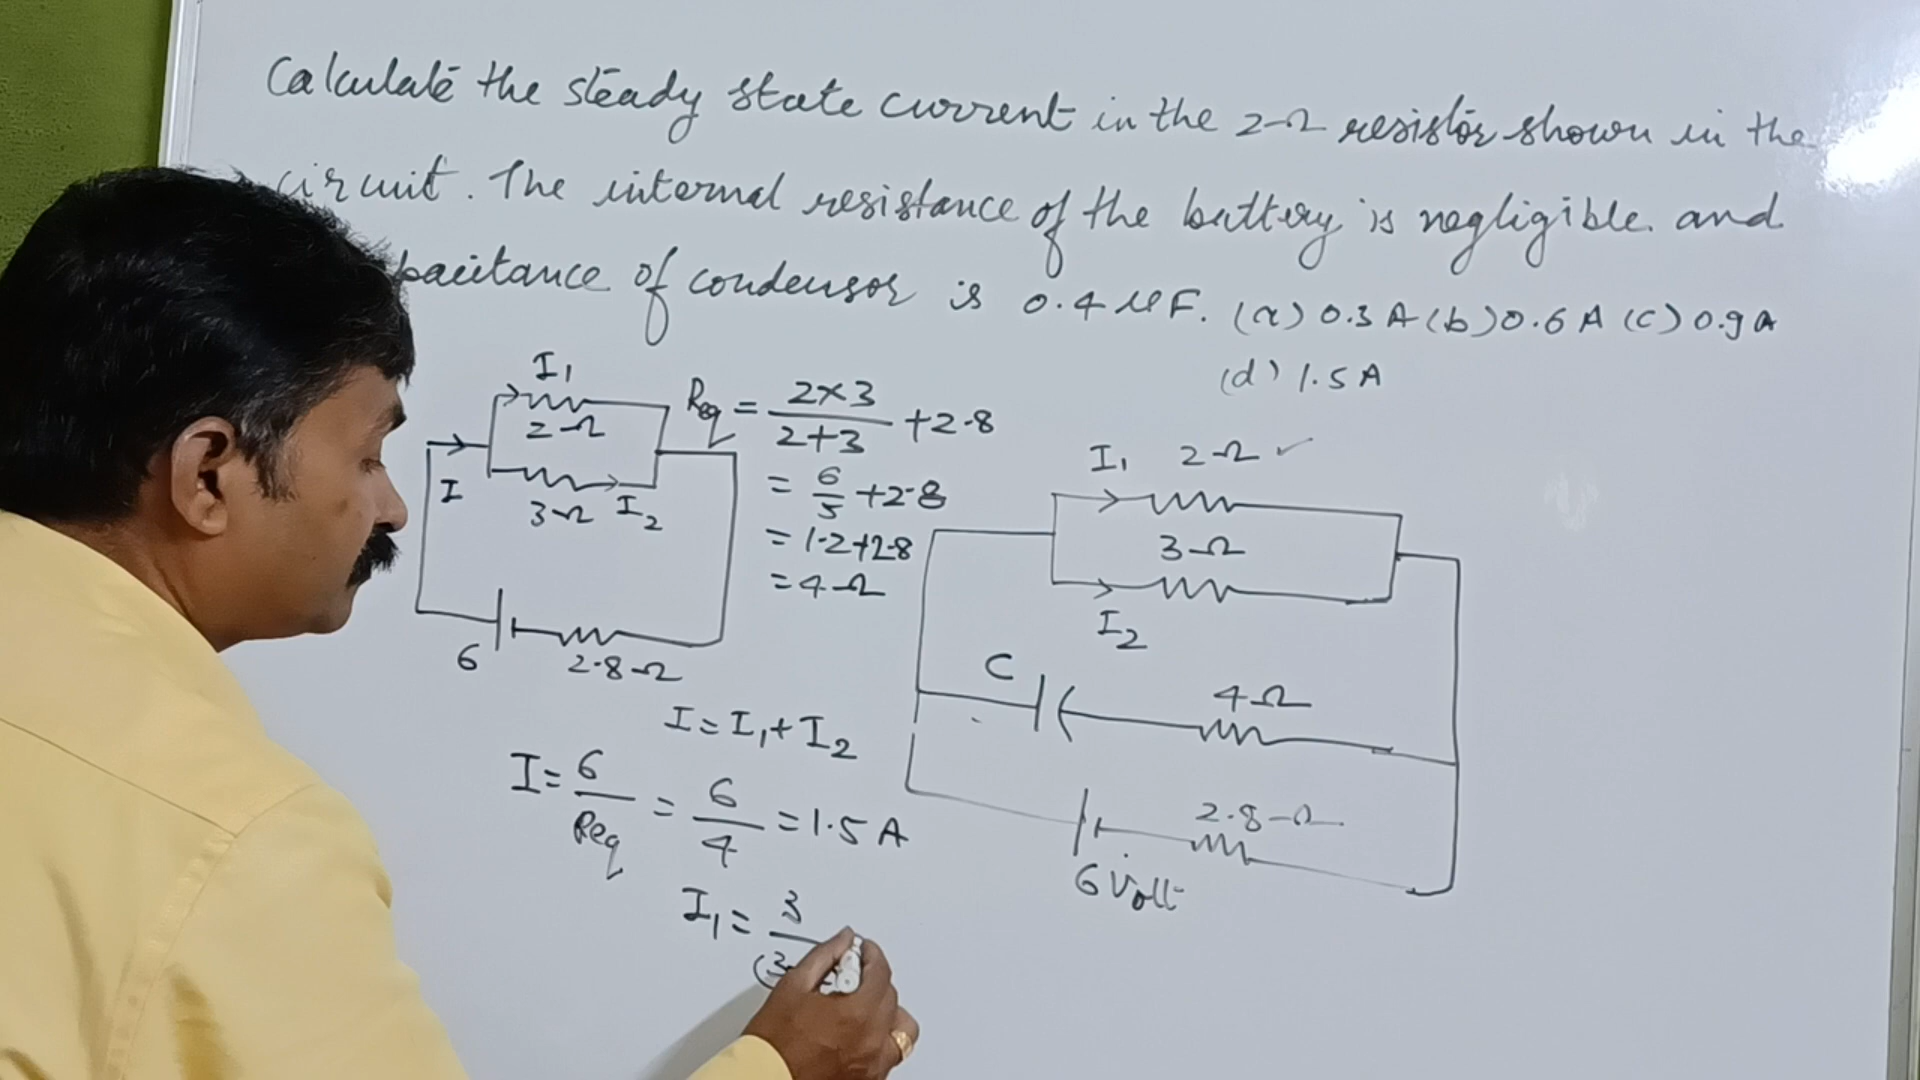 Calculate the steady state current in the 2Ω resistor shown in the
circuit. The internal resistance of the battery is negligible. and
pacitance of condensor is 0.4 μF. (a) 0.3 A (b) 0.6 A (c) 0.9 A
(d) 1.5 A
I₁
2Ω
I
3Ω I₂
6
2.8Ω
Req = 2×3/2+3 + 2.8
= 6/5 + 2.8
= 1.2+2.8
= 4Ω
I = I₁ + I₂
I = 6/Req = 6/4 = 1.5 A
I₁ = 3/(3
I₁ 2Ω ✓
3Ω
I₂
C
4Ω
2.8Ω
6 Volt